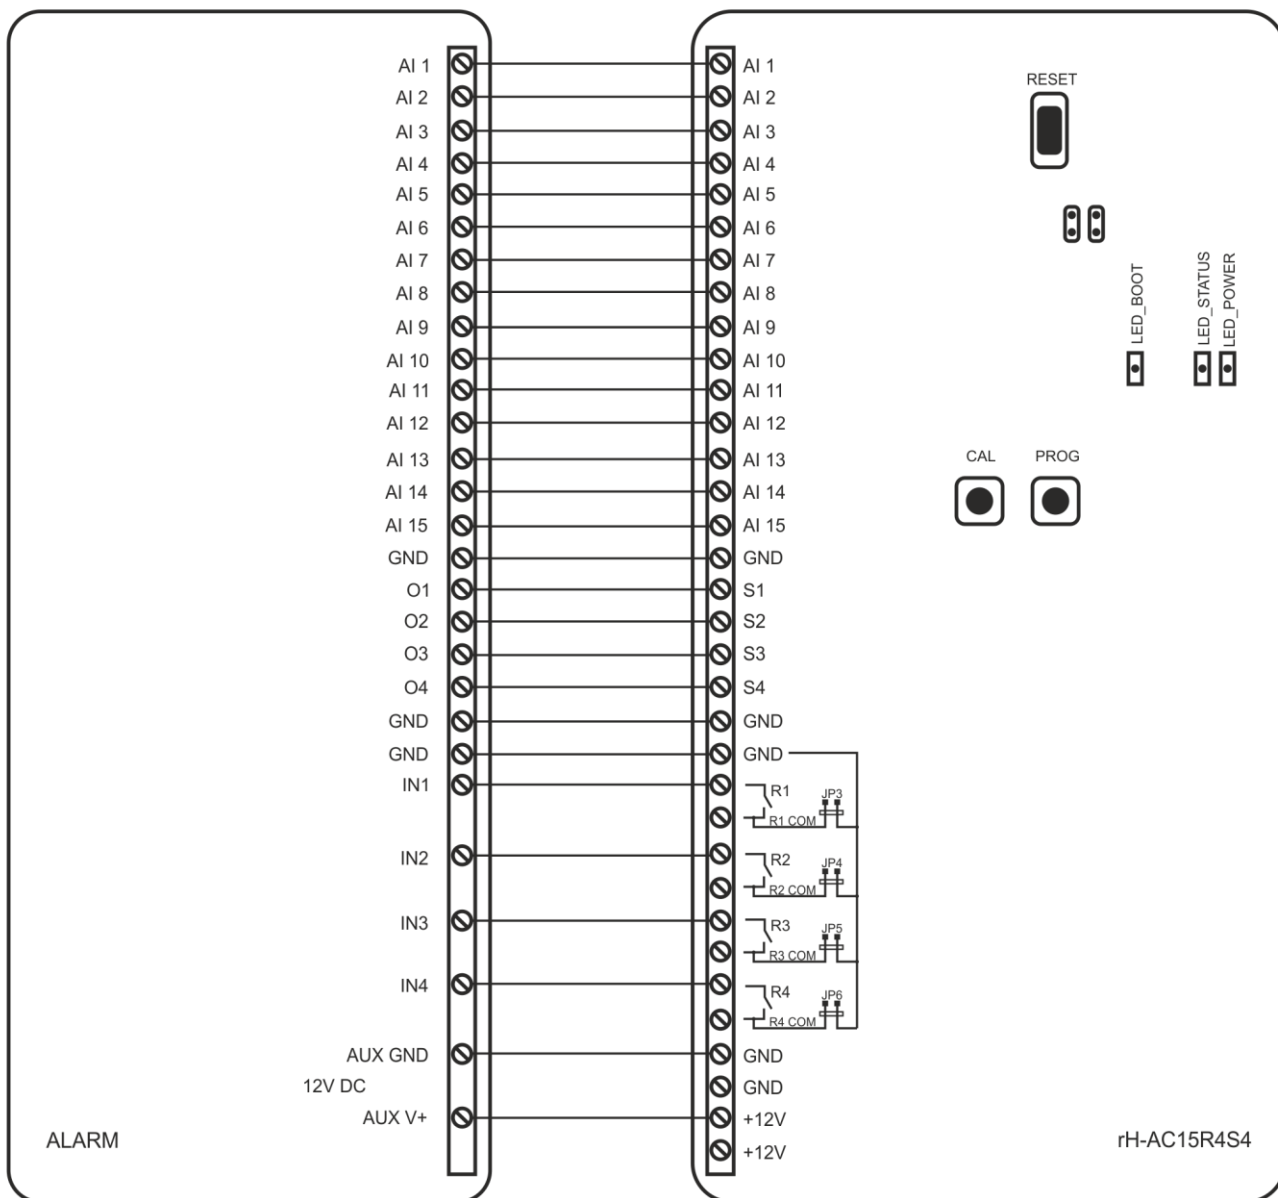 AI 1 AI 1
RESET
AI 2 AI 2
AI 3 AI 3
AI 4 AI 4
AI 5 AI 5
AI 6 AI 6
AI 7 AI 7
AI 8 AI 8
LED_BOOT
LED_STATUS
LED_POWER
AI 9 AI 9
AI 10 AI 10
AI 11 AI 11
AI 12 AI 12
AI 13 AI 13
CAL PROG
AI 14 AI 14
AI 15 AI 15
GND GND
O1 S1
O2 S2
O3 S3
O4 S4
GND GND
GND GND
IN1 R1 JP3
R1 COM
IN2 R2 JP4
R2 COM
IN3 R3 JP5
R3 COM
IN4 R4 JP6
R4 COM
AUX GND GND
12V DC GND
AUX V+ +12V
ALARM rH-AC15R4S4
+12V